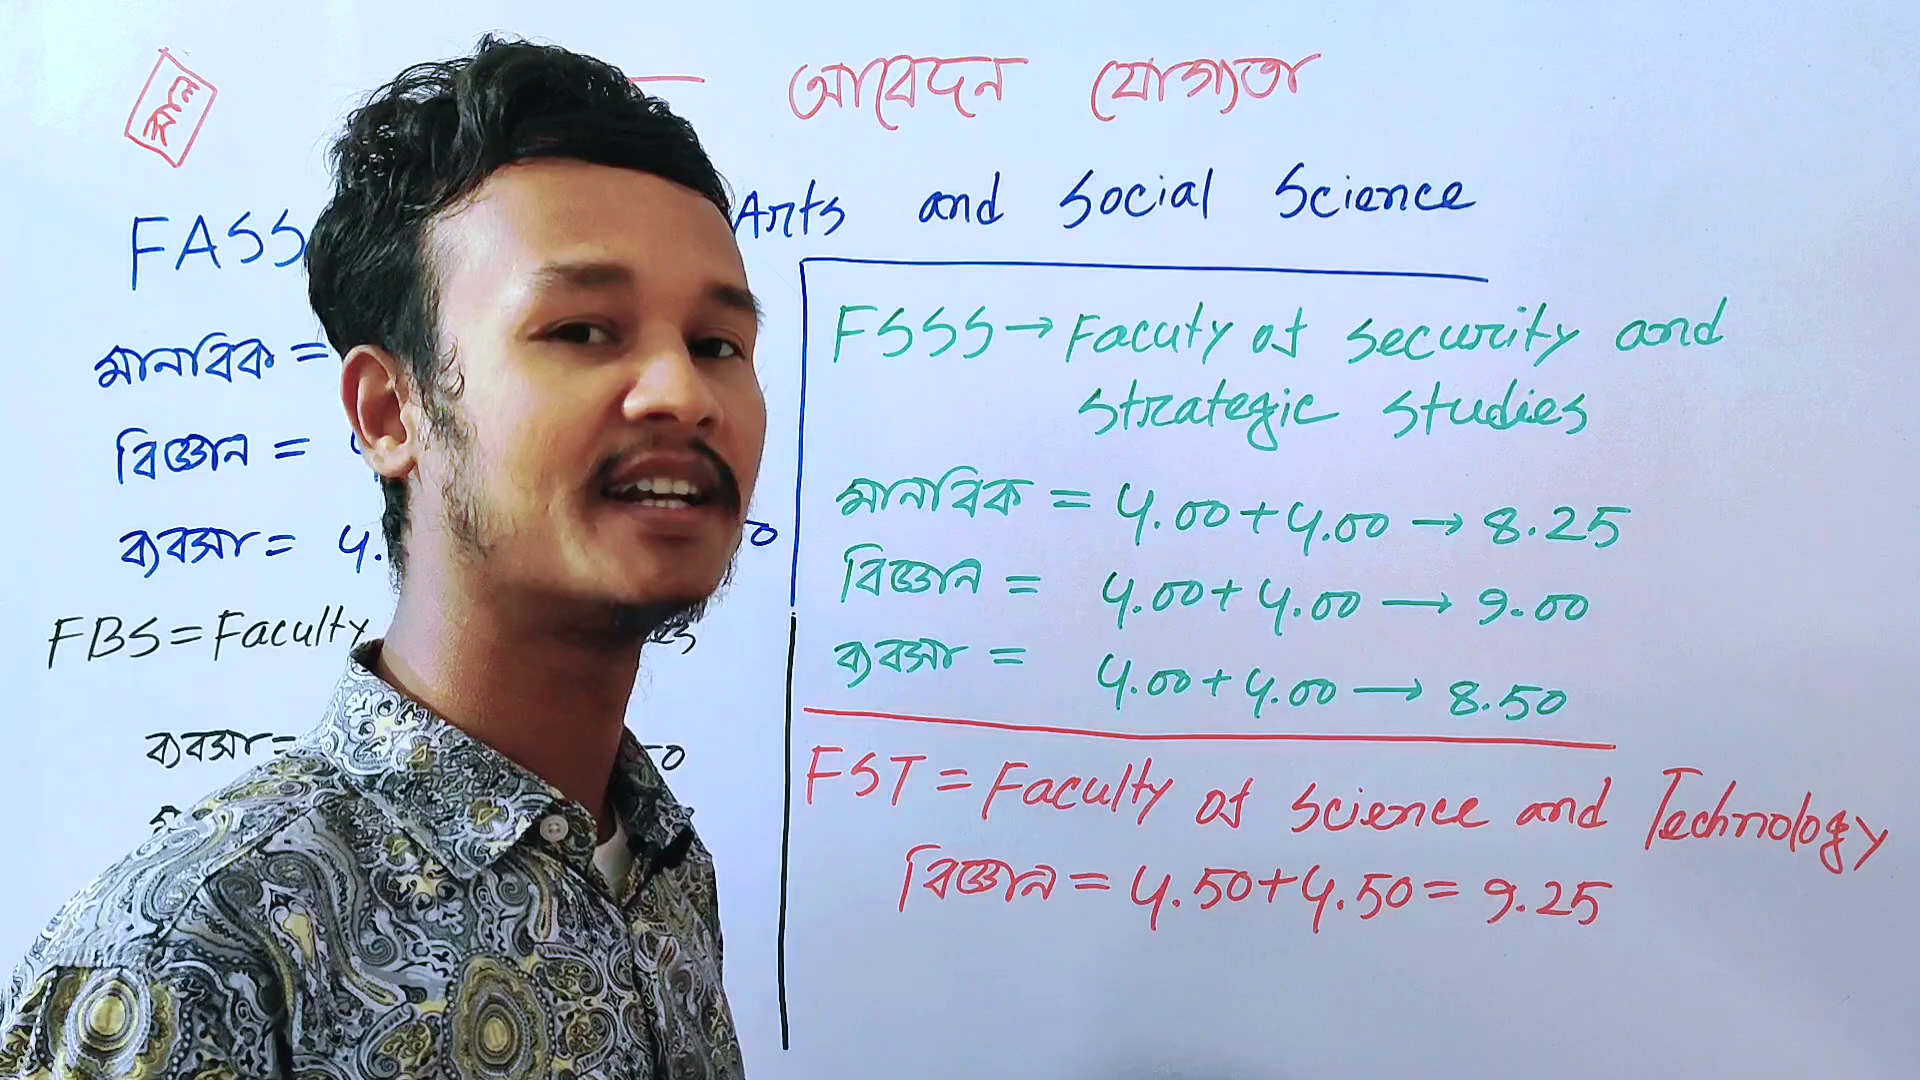 আবেদন যোগ্যতা
FASS Arts and Social Science
মানবিক =
বিজ্ঞান =
ব্যবসা = 4.
FBS = Faculty
ব্যবসা =
FSSS → Facuty of Security and
Strategic Studies
মানবিক = 4.00 + 4.00 → 8.25
বিজ্ঞান = 4.00 + 4.00 → 9.00
ব্যবসা = 4.00 + 4.00 → 8.50
FST = Faculty of Science and Technology
বিজ্ঞান = 4.50 + 4.50 = 9.25